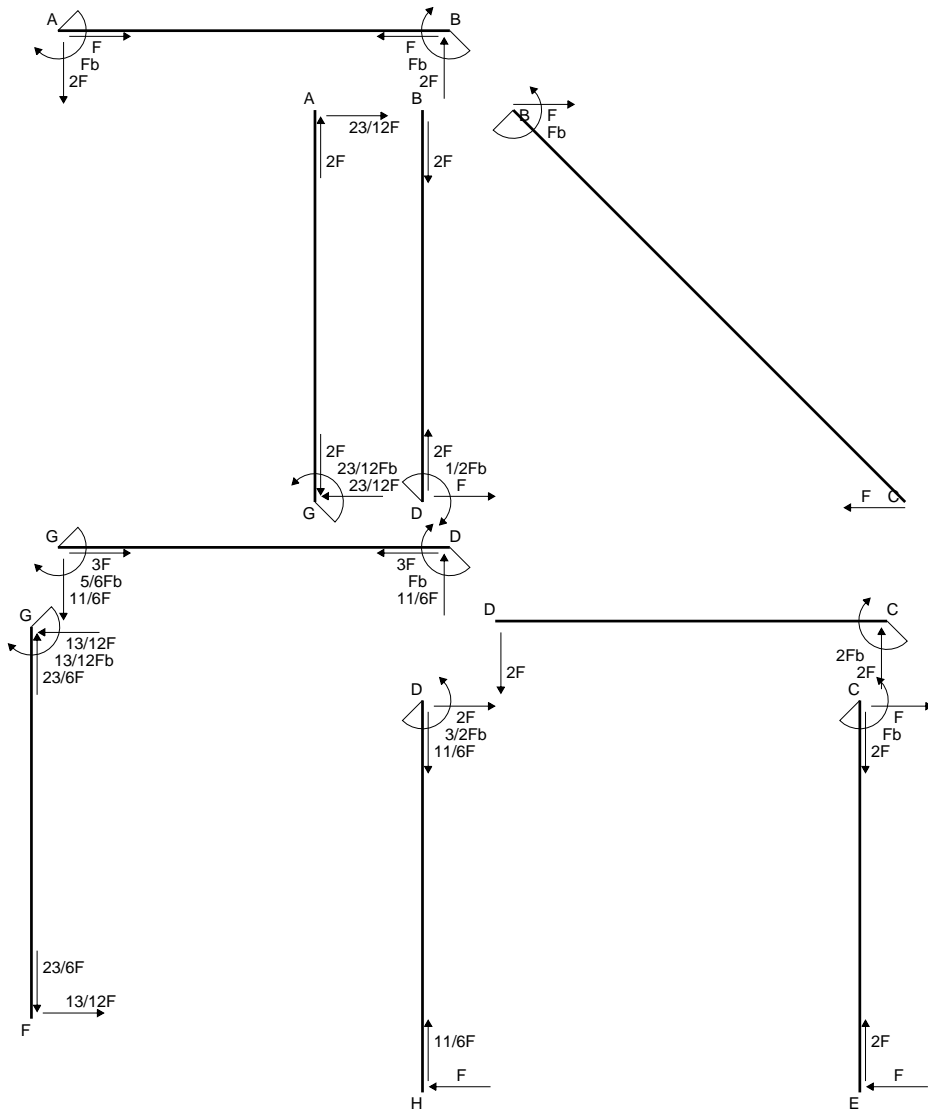 A B
F F
Fb Fb
2F 2F
A B
23/12F
2F 2F
B F
Fb
2F 2F
23/12Fb 1/2Fb
23/12F F
G D
F C
G D
3F 3F
5/6Fb Fb
11/6F 11/6F
G
13/12F
13/12Fb
23/6F
D C
2F 2Fb
2F
D C
2F F
3/2Fb Fb
11/6F 2F
23/6F
13/12F
F
11/6F 2F
F F
H E